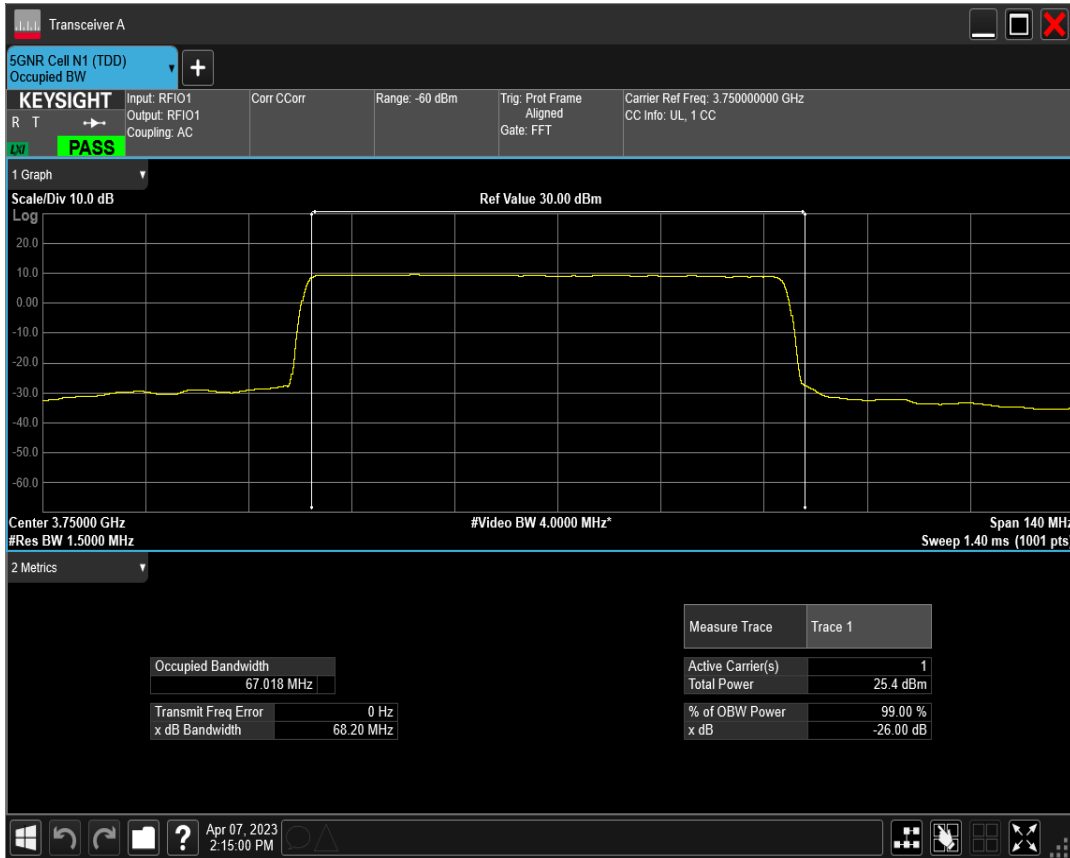 Transceiver A
5GNR Cell N1 (TDD)
Occupied BW
+
KEYSIGHT
R T
LXI
PASS
Input: RFIO1
Output: RFIO1
Coupling: AC
Corr CCorr
Range: -60 dBm
Trig: Prot Frame
Aligned
Gate: FFT
Carrier Ref Freq: 3.750000000 GHz
CC Info: UL, 1 CC
1 Graph
Scale/Div 10.0 dB
Ref Value 30.00 dBm
Log
20.0
10.0
0.00
-10.0
-20.0
-30.0
-40.0
-50.0
-60.0
Center 3.75000 GHz
#Video BW 4.0000 MHz*
Span 140 MHz
#Res BW 1.5000 MHz
Sweep 1.40 ms (1001 pts)
2 Metrics
Measure Trace Trace 1
Occupied Bandwidth
67.018 MHz
Active Carrier(s) 1
Total Power 25.4 dBm
Transmit Freq Error 0 Hz
x dB Bandwidth 68.20 MHz
% of OBW Power 99.00 %
x dB -26.00 dB
?
Apr 07, 2023
2:15:00 PM